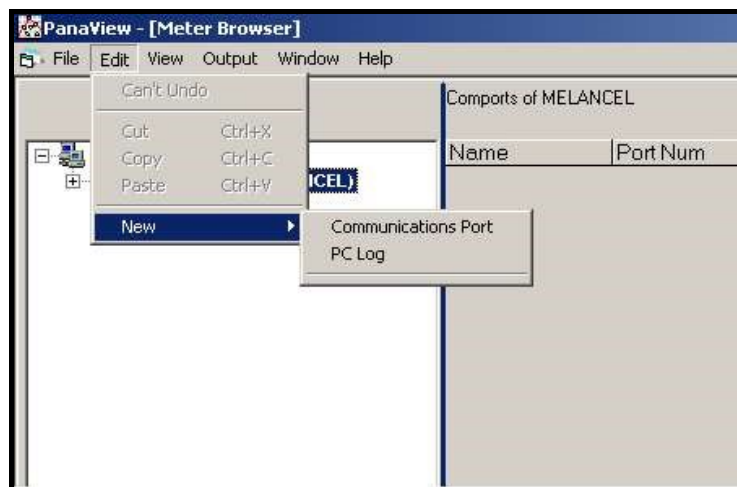 PanaView - [Meter Browser]
File Edit View Output Window Help
Can't Undo
Cut Ctrl+X
Copy Ctrl+C
Paste Ctrl+V
New
Communications Port
PC Log
ICEL)
Comports of MELANCEL
Name Port Num